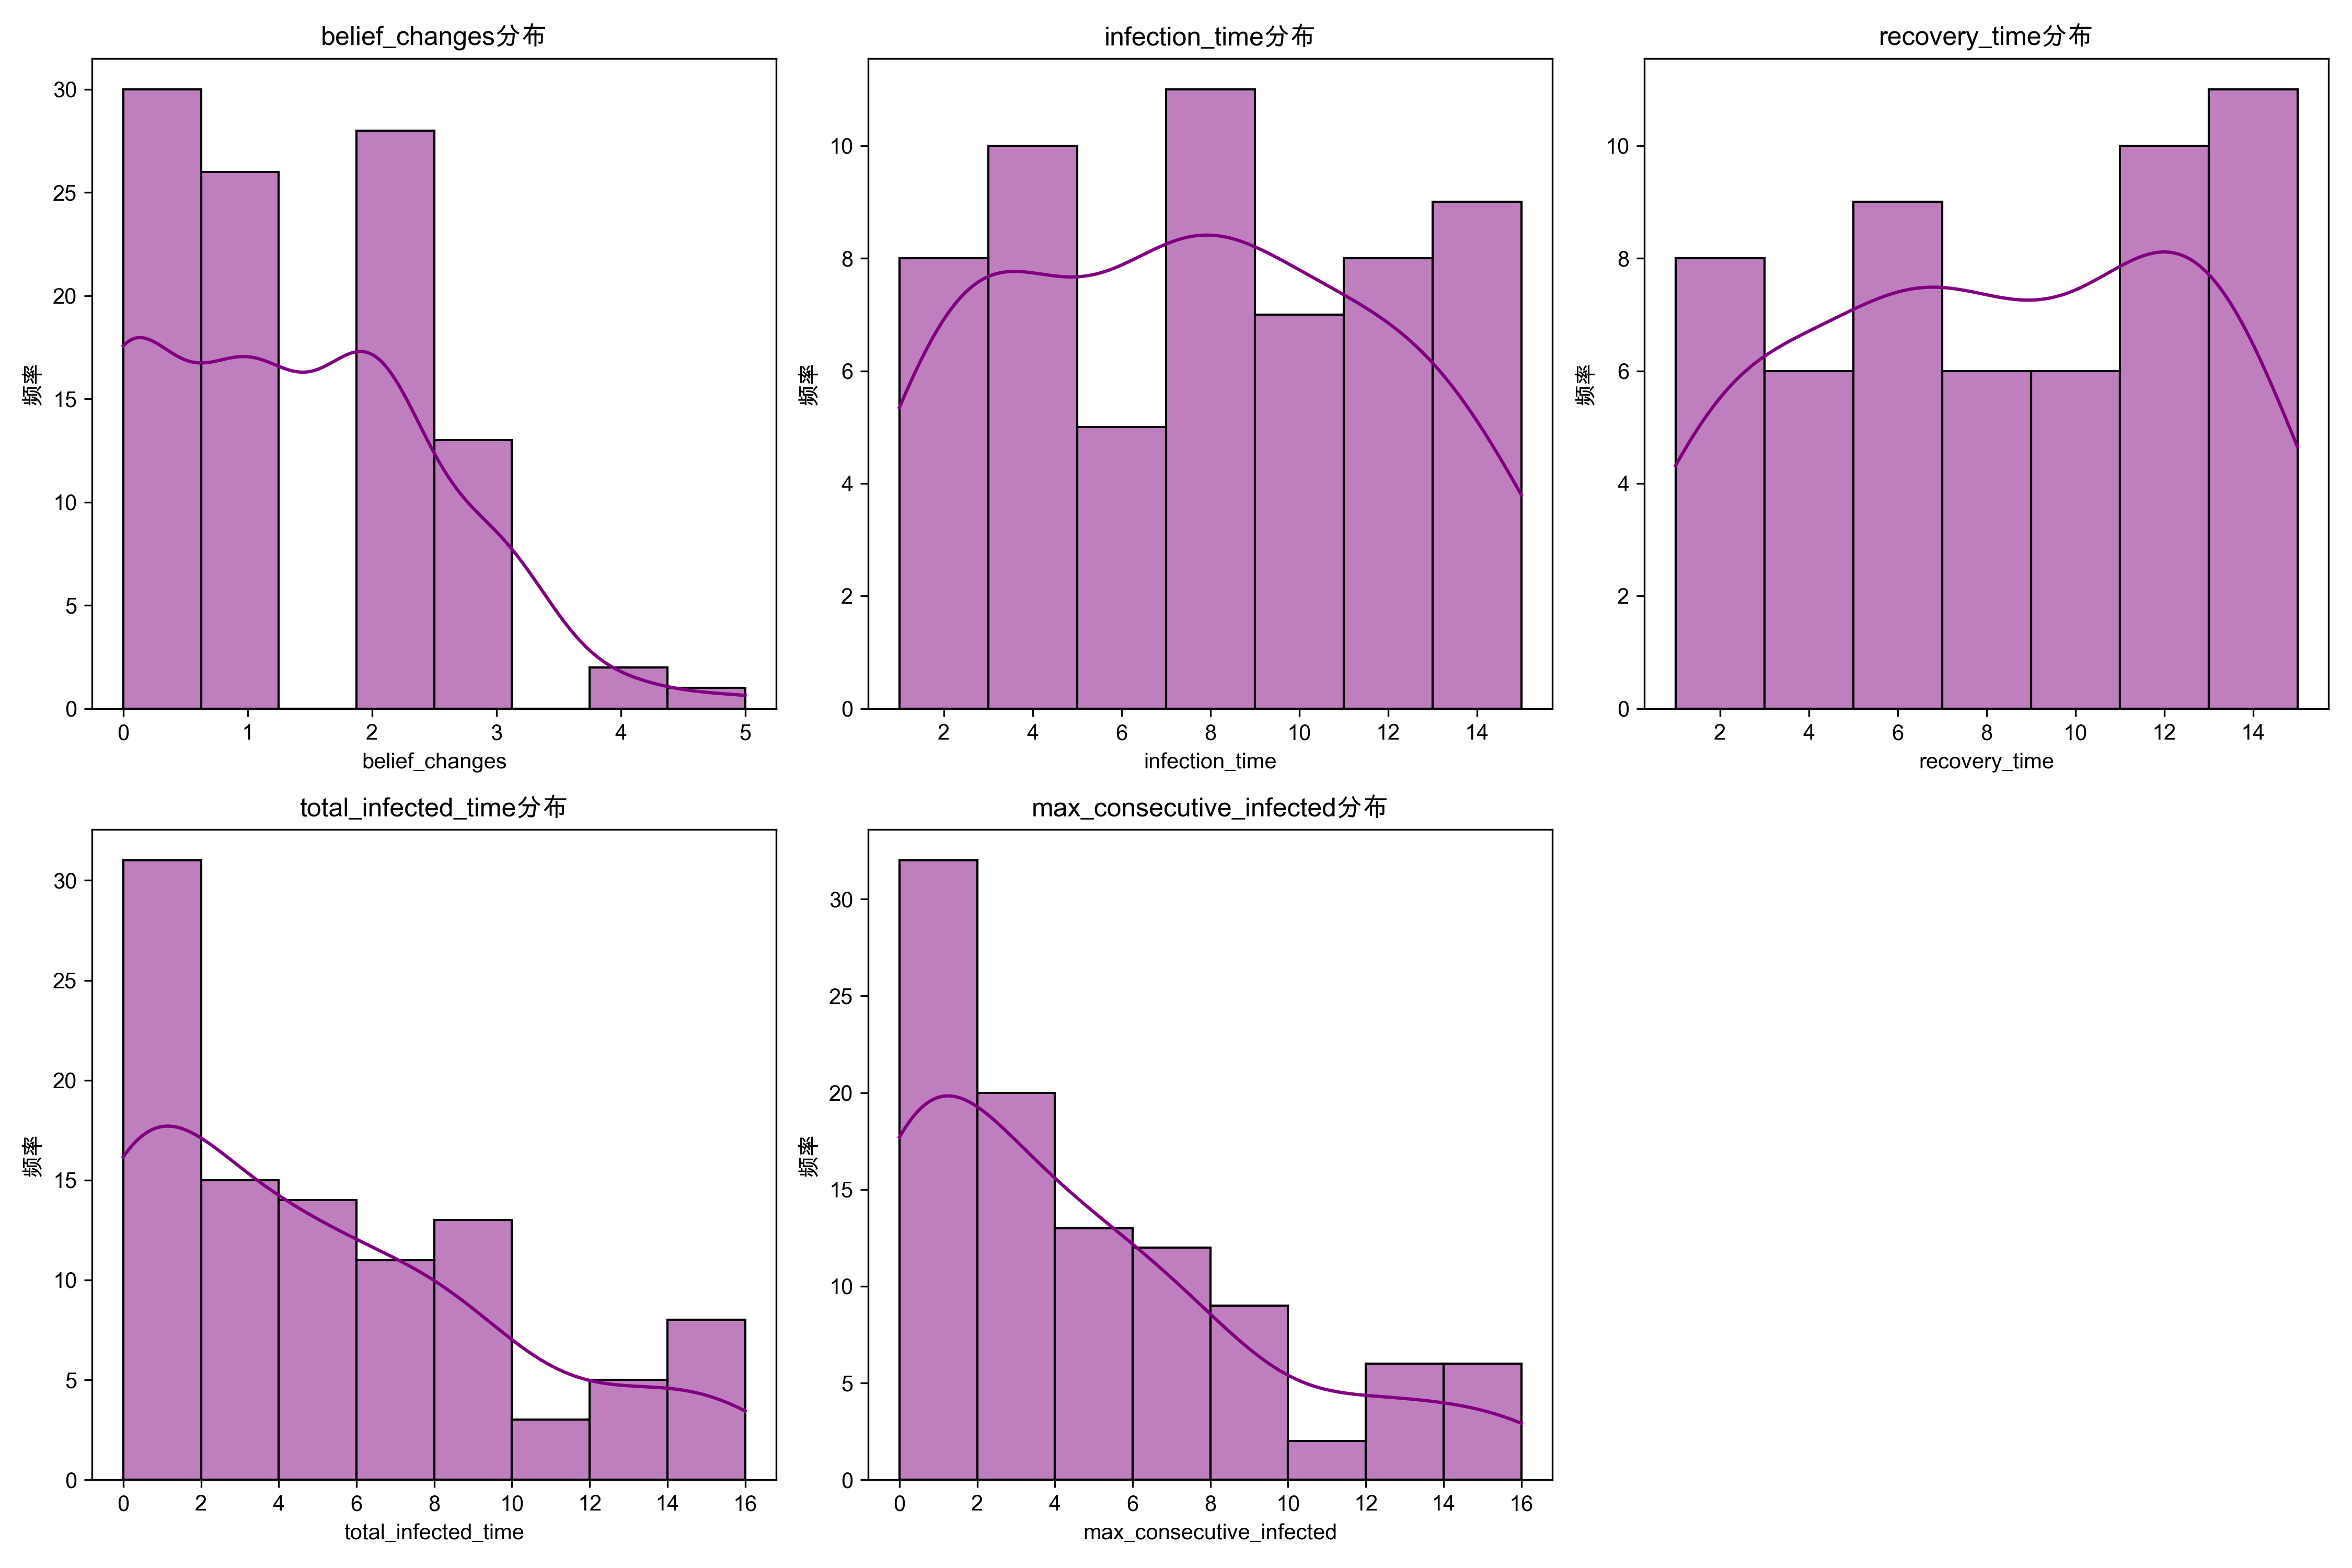 belief_changes分布
频率
30
25
20
15
10
5
0
0 1 2 3 4 5
belief_changes
infection_time分布
频率
10
8
6
4
2
0
2 4 6 8 10 12 14
infection_time
recovery_time分布
频率
10
8
6
4
2
0
2 4 6 8 10 12 14
recovery_time
total_infected_time分布
频率
30
25
20
15
10
5
0
0 2 4 6 8 10 12 14 16
total_infected_time
max_consecutive_infected分布
频率
30
25
20
15
10
5
0
0 2 4 6 8 10 12 14 16
max_consecutive_infected